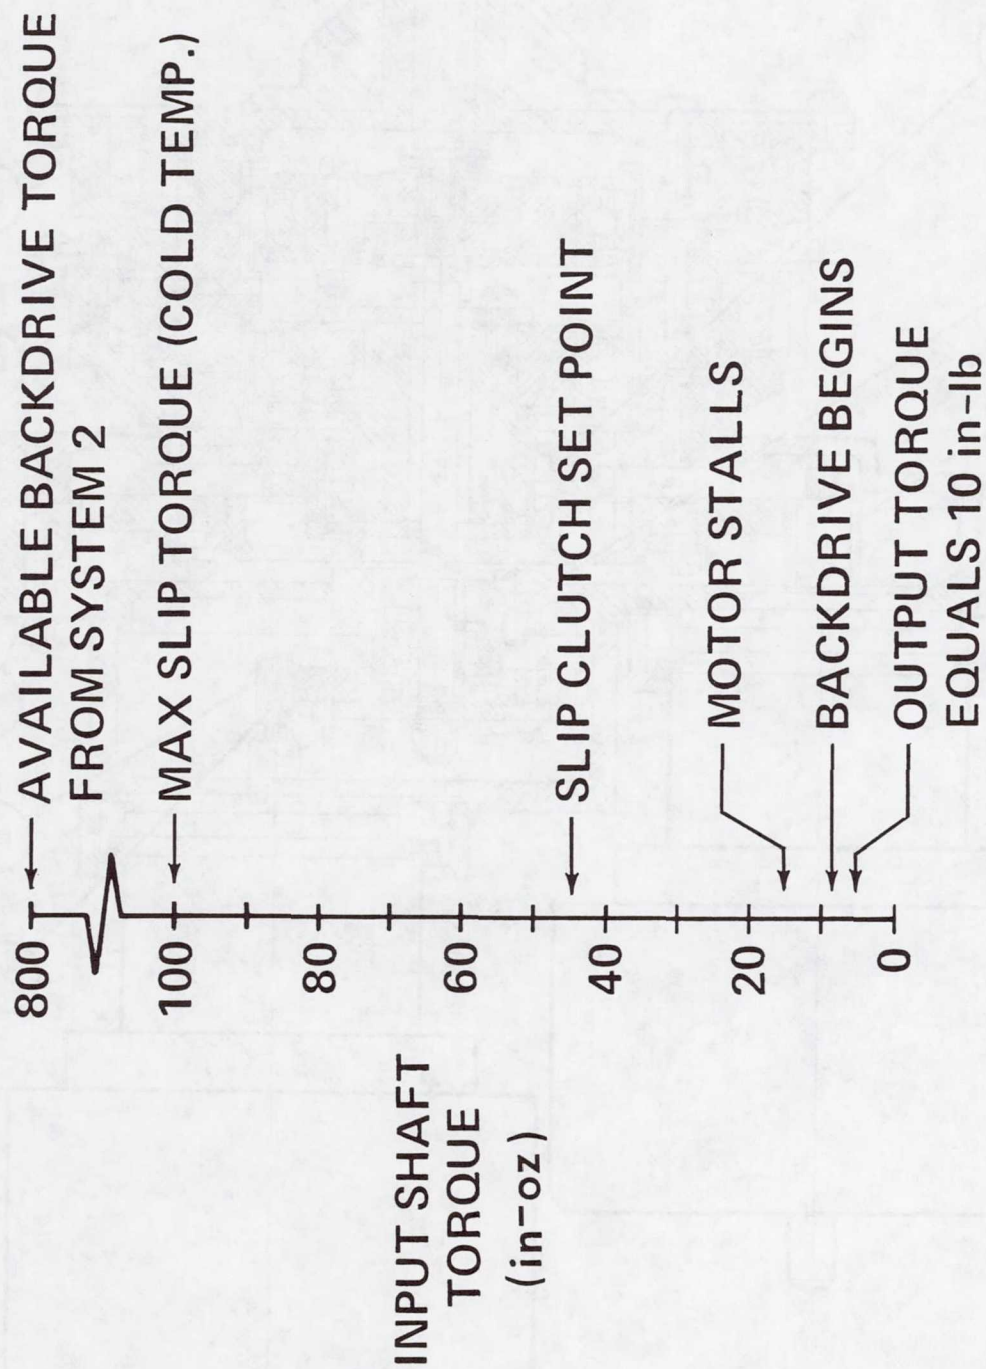 800
AVAILABLE BACKDRIVE TORQUE
FROM SYSTEM 2
100
MAX SLIP TORQUE (COLD TEMP.)
80
60
INPUT SHAFT
TORQUE
(in-oz)
SLIP CLUTCH SET POINT
40
MOTOR STALLS
20
BACKDRIVE BEGINS
0
OUTPUT TORQUE
EQUALS 10 in-lb